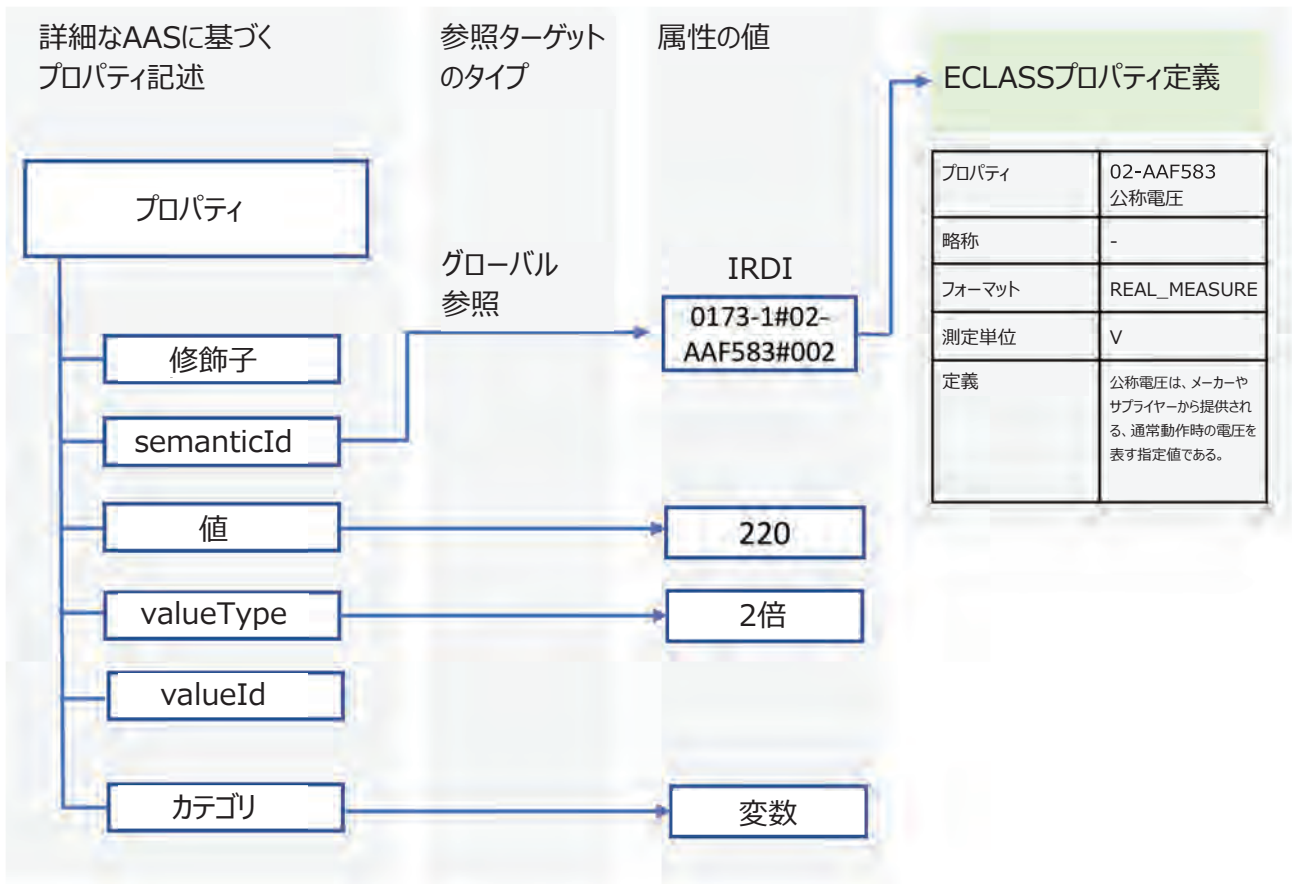 詳細なAASに基づく
プロパティ記述
参照ターゲット
のタイプ
属性の値
ECLASSプロパティ定義
プロパティ
修飾子
semanticId
値
valueType
valueId
カテゴリ
グローバル
参照
IRDI
0173-1#02-
AAF583#002
220
2倍
変数
プロパティ
02-AAF583
公称電圧
略称
-
フォーマット
REAL_MEASURE
測定単位
V
定義
公称電圧は、メーカーや
サプライヤーから提供され
る、通常動作時の電圧を
表す指定値である。